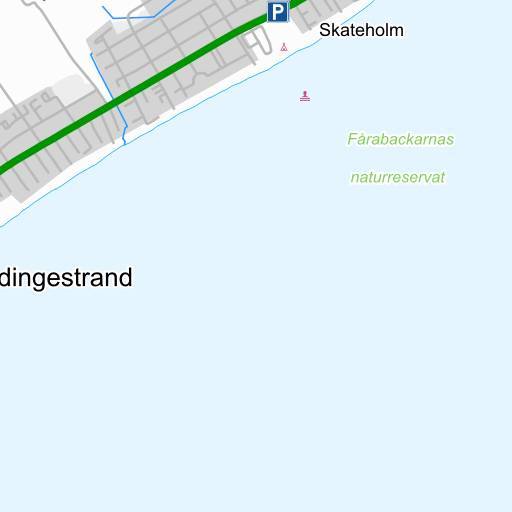 P
Skateholm
Fårabackarnas
naturreservat
dingestrand